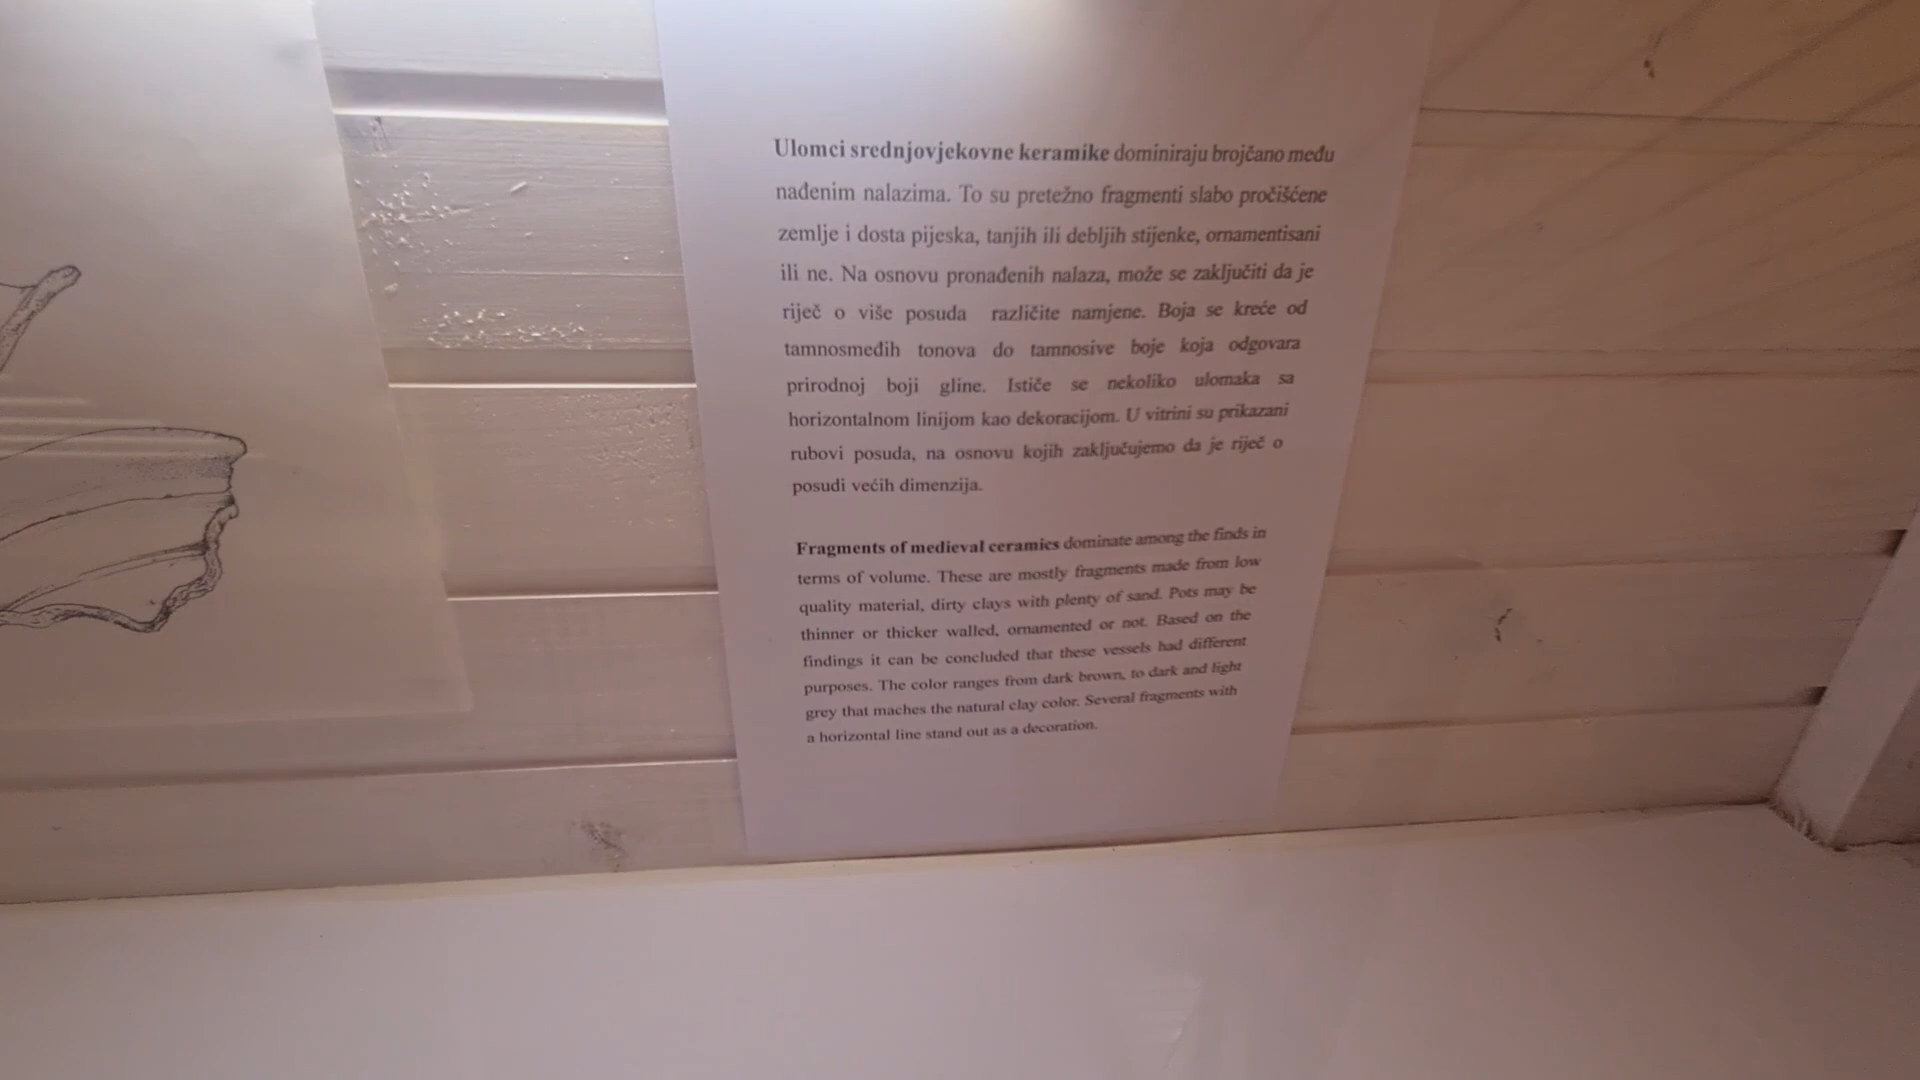 Ulomci srednjovjekovne keramike dominiraju brojčano među
nađenim nalazima. To su pretežno fragmenti slabo pročišćene
zemlje i dosta pijeska, tanjih ili debljih stijenke, ornamentisani
ili ne. Na osnovu pronađenih nalaza, može se zaključiti da je
riječ o više posuda različite namjene. Boja se kreće od
tamnosmeđih tonova do tamnosive boje koja odgovara
prirodnoj boji gline. Ističe se nekoliko ulomaka sa
horizontalnom linijom kao dekoracijom. U vitrini su prikazani
rubovi posuda, na osnovu kojih zaključujemo da je riječ o
posudi većih dimenzija.
Fragments of medieval ceramics dominate among the finds in
terms of volume. These are mostly fragments made from low
quality material, dirty clays with plenty of sand. Pots may be
thinner or thicker walled, ornamented or not. Based on the
findings it can be concluded that these vessels had different
purposes. The color ranges from dark brown, to dark and light
grey that maches the natural clay color. Several fragments with
a horizontal line stand out as a decoration.